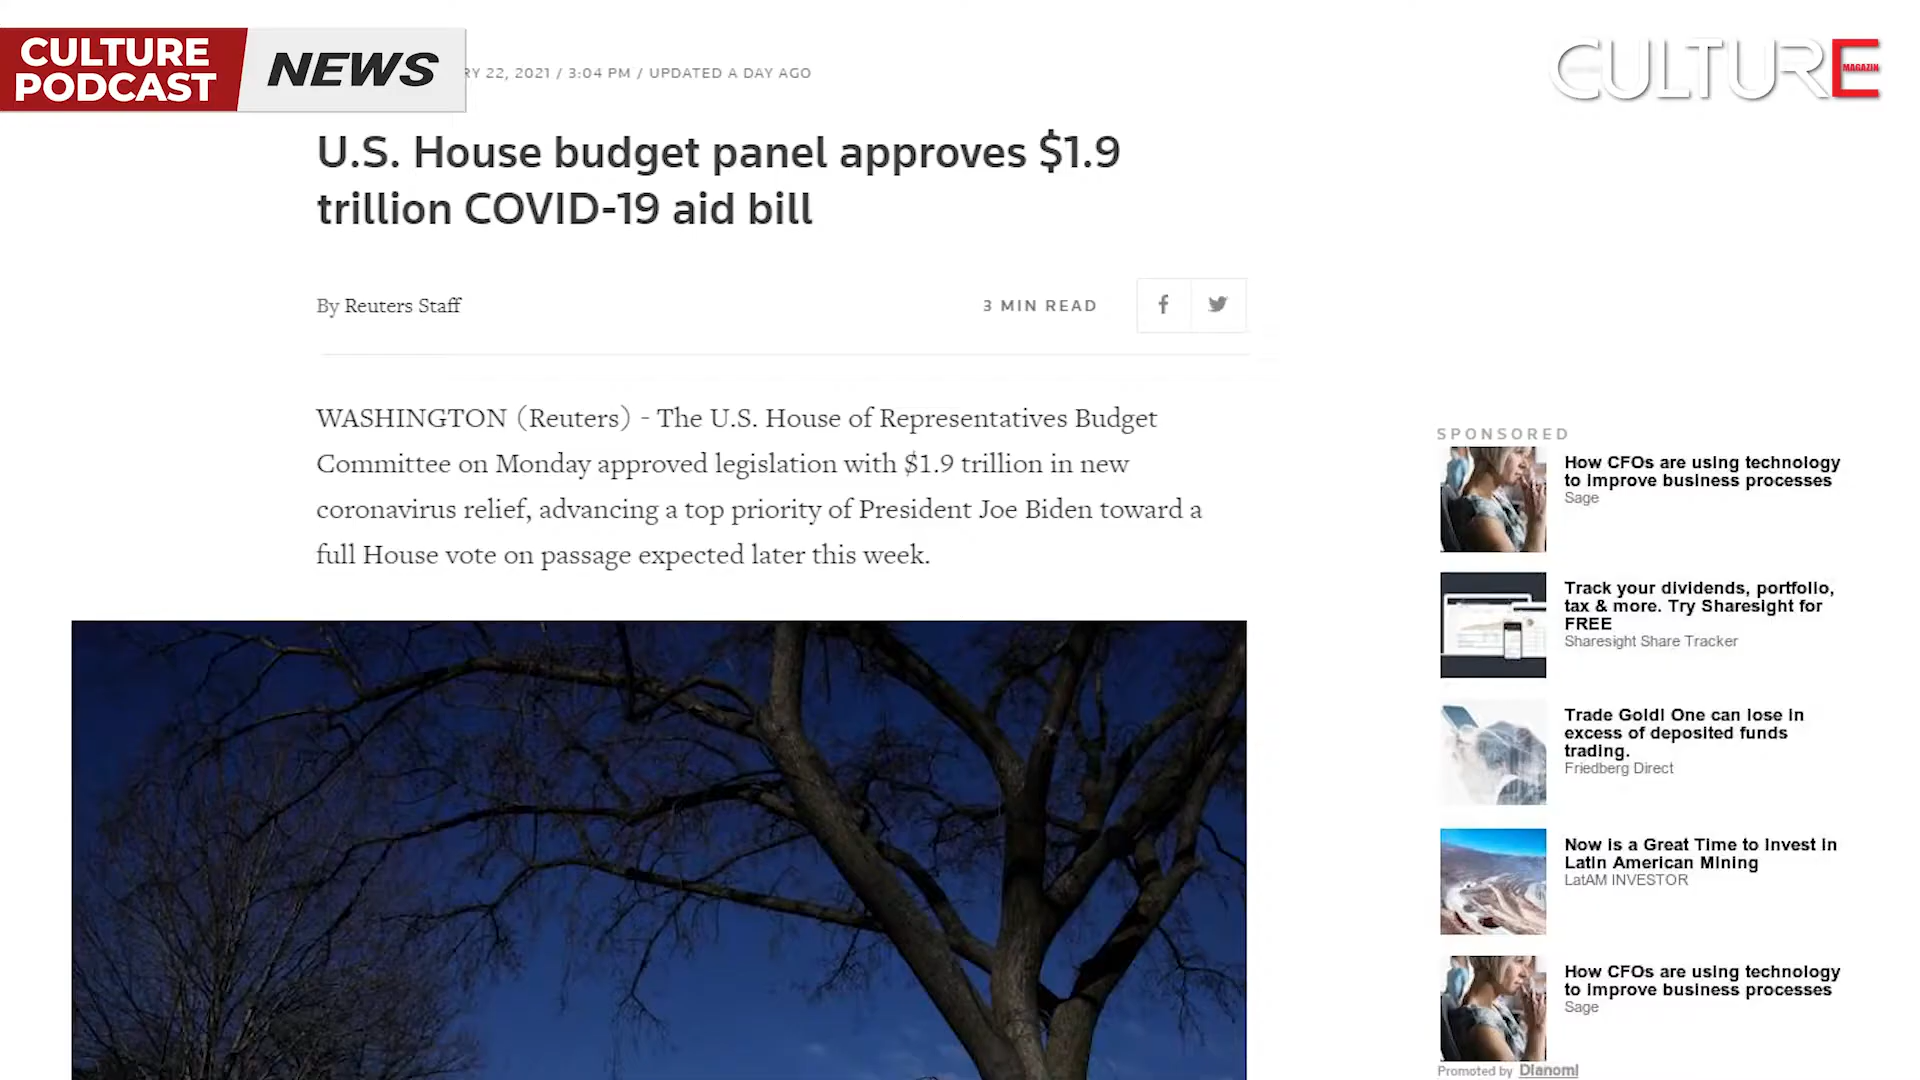 CULTURE
PODCAST
NEWS
RY 22, 2021 / 3:04 PM / UPDATED A DAY AGO
CULTURE
MAGAZIN
U.S. House budget panel approves $1.9
trillion COVID-19 aid bill
By Reuters Staff
3 MIN READ
WASHINGTON (Reuters) - The U.S. House of Representatives Budget
Committee on Monday approved legislation with $1.9 trillion in new
coronavirus relief, advancing a top priority of President Joe Biden toward a
full House vote on passage expected later this week.
SPONSORED
How CFOs are using technology
to improve business processes
Sage
Track your dividends, portfolio,
tax & more. Try Sharesight for
FREE
Sharesight Share Tracker
Trade Gold! One can lose in
excess of deposited funds
trading.
Friedberg Direct
Now is a Great Time to Invest in
Latin American Mining
LatAM INVESTOR
How CFOs are using technology
to improve business processes
Sage
Promoted by Dianomi